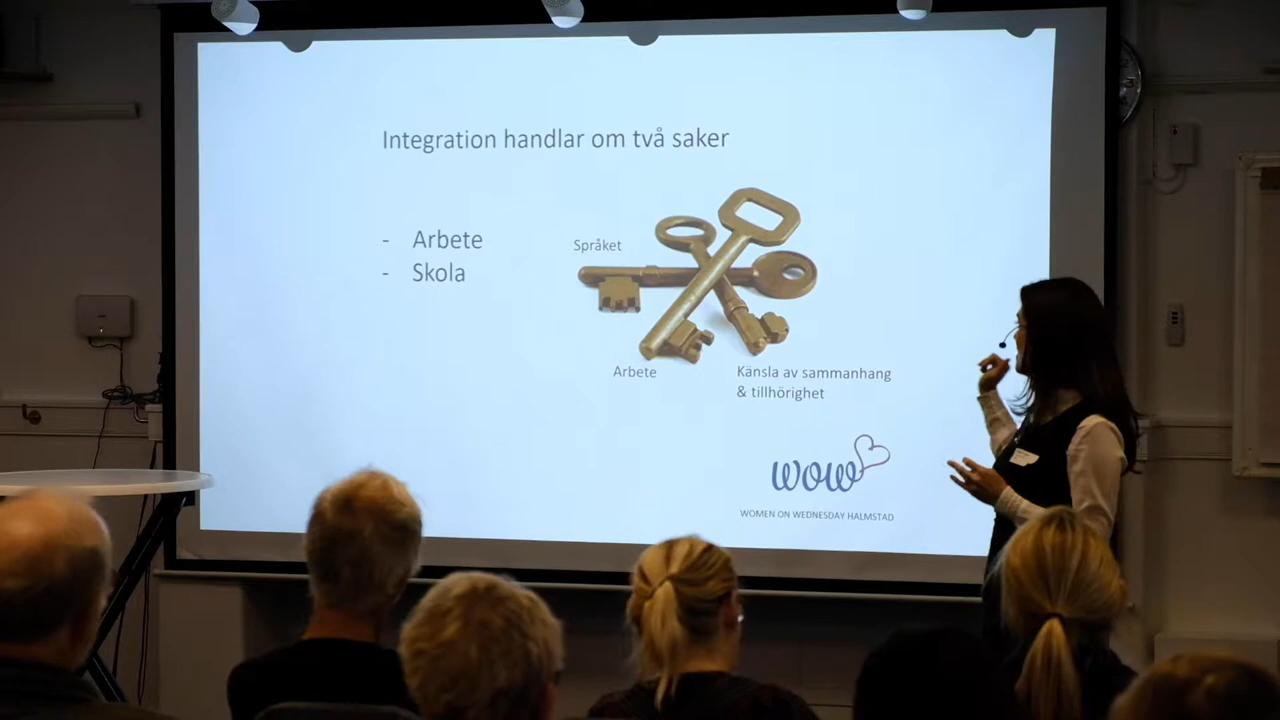 Integration handlar om två saker
- Arbete
- Skola
Språket
Arbete
Känsla av sammanhang
& tillhörighet
wow
WOMEN ON WEDNESDAY HALMSTAD